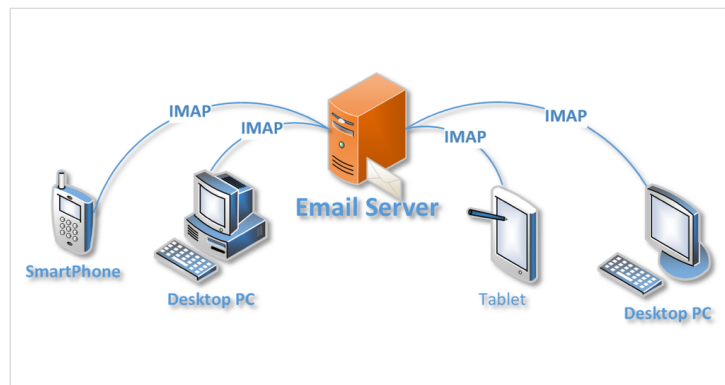 IMAP
IMAP
IMAP
IMAP
Email Server
SmartPhone
Desktop PC
Tablet
Desktop PC